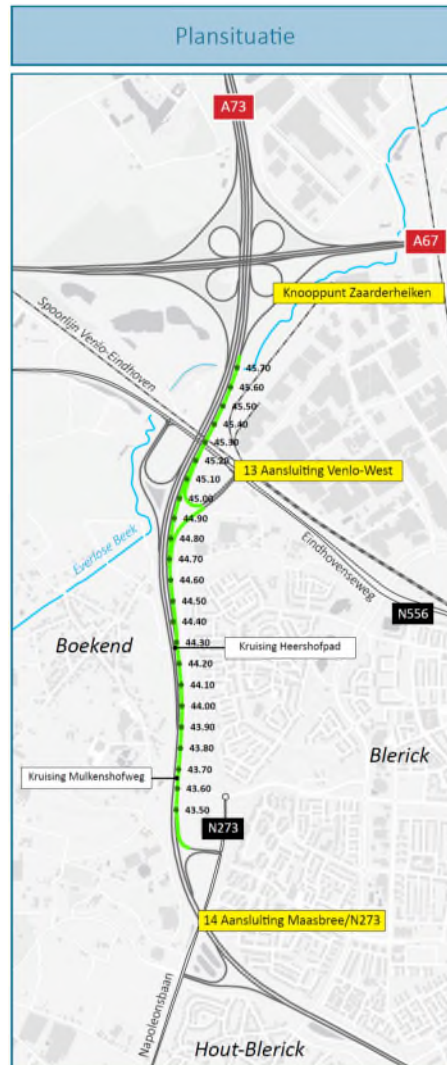 Plansituatie
A73
A67
Knooppunt Zaarderheiken
Spoorlijn Venlo-Eindhoven
45.70
45.60
45.50
45.40
45.30
45.20
13 Aansluiting Venlo-West
45.10
45.00
44.90
44.80
Everlose Beek
Eindhovenseweg
44.70
44.60
44.50
N556
44.40
Boekend
44.30
Kruising Heershofpad
44.20
44.10
44.00
43.90
Blerick
43.80
43.70
Kruising Mulkenshofweg
43.60
43.50
N273
14 Aansluiting Maasbree/N273
Napoleonsbaan
Hout-Blerick